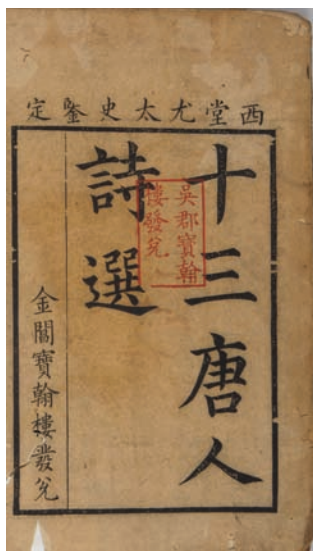 西堂尤太史鉴定
十三唐人
詩選
金閶寶翰樓發兌
吳郡寶翰
樓發兌